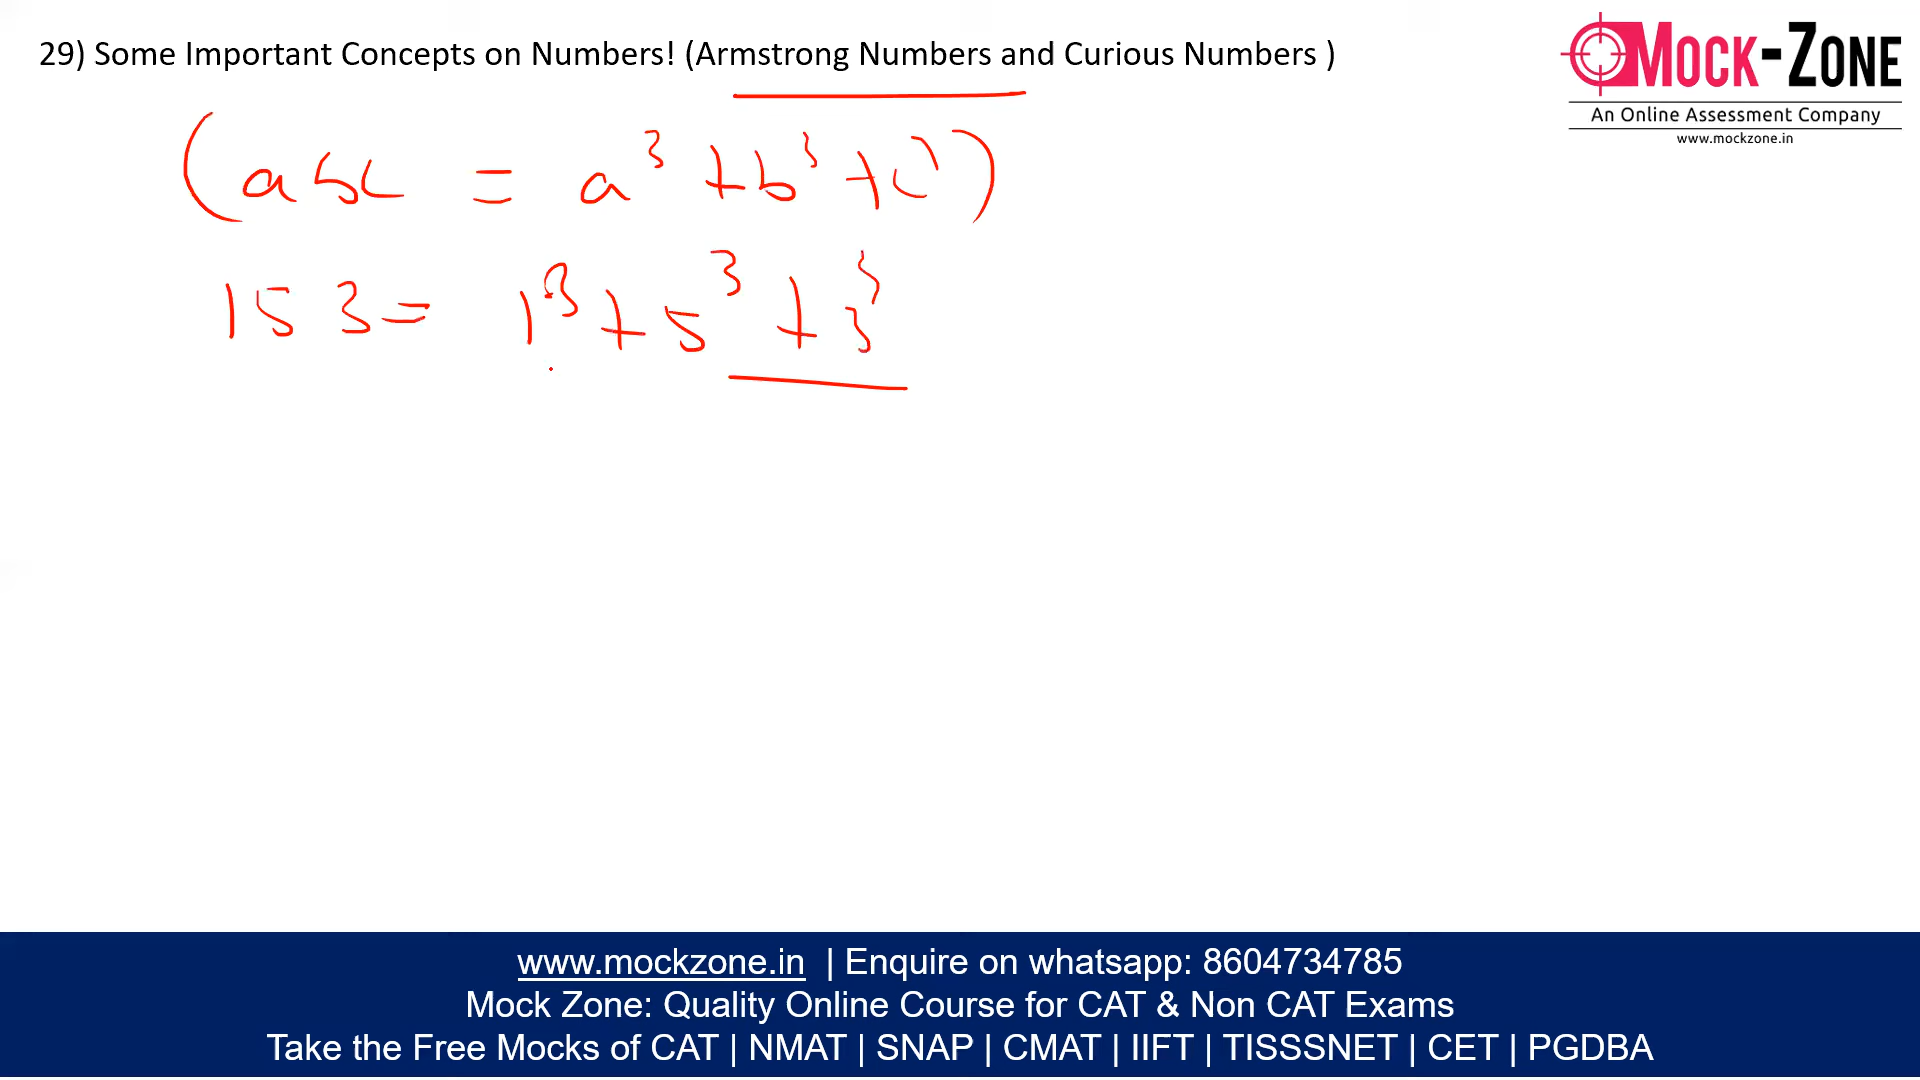 29) Some Important Concepts on Numbers! (Armstrong Numbers and Curious Numbers )
MOCK-ZONE
An Online Assessment Company
www.mockzone.in
(abc = a³ + b³ + c³)
153 = 1³ + 5³ + 3³
www.mockzone.in | Enquire on whatsapp: 8604734785
Mock Zone: Quality Online Course for CAT & Non CAT Exams
Take the Free Mocks of CAT | NMAT | SNAP | CMAT | IIFT | TISSSNET | CET | PGDBA